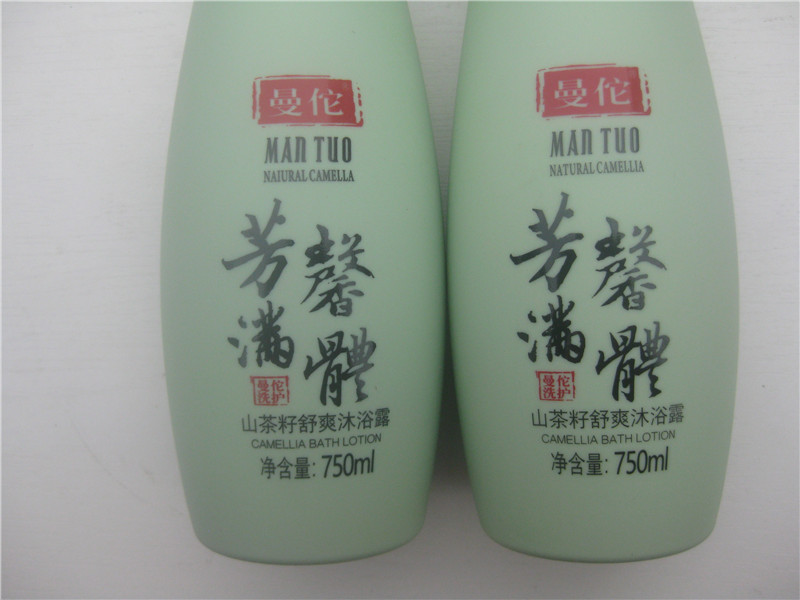 曼佗
MAN TUO
NAIURAL CAMELLA
馨體
芳滿
曼佗
洗护
山茶籽舒爽沐浴露
CAMELLIA BATH LOTION
净含量: 750ml
曼佗
MAN TUO
NATURAL CAMELLIA
馨體
芳滿
曼佗
洗护
山茶籽舒爽沐浴露
CAMELLIA BATH LOTION
净含量: 750ml